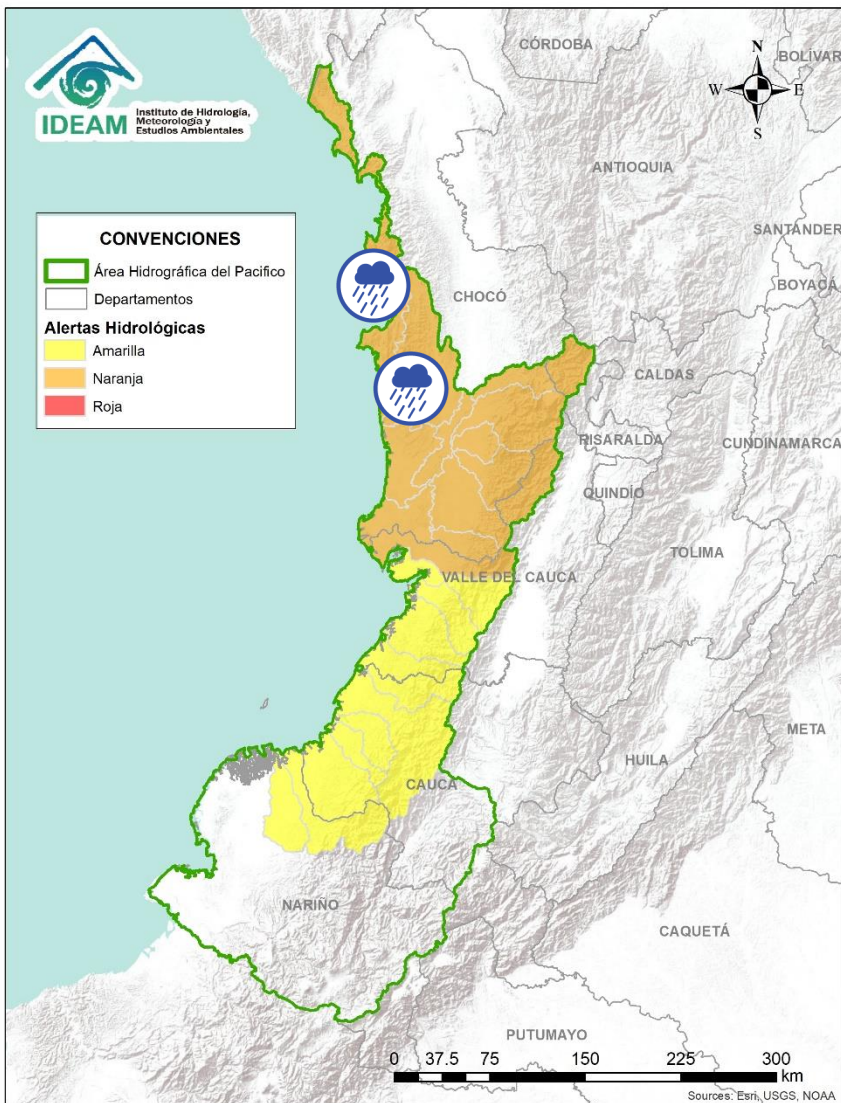 CÓRDOBA
BOLÍVAR
N
W
E
S
IDEAM
Instituto de Hidrología,
Meteorología y
Estudios Ambientales
ANTIOQUIA
SANTANDER
BOYACÁ
CONVENCIONES
Área Hidrográfica del Pacifico
Departamentos
Alertas Hidrológicas
Amarilla
Naranja
Roja
CHOCÓ
CALDAS
RISARALDA
CUNDINAMARCA
QUINDÍO
TOLIMA
VALLE DEL CAUCA
META
HUILA
CAUCA
NARIÑO
CAQUETÁ
PUTUMAYO
0 37.5 75 150 225 300
km
Sources: Esri, USGS, NOAA